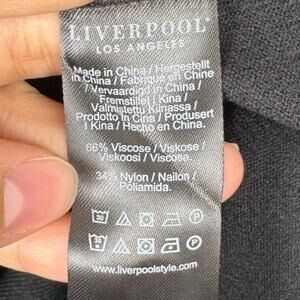 LIVERPOOL
LOS ANGELES
Made in China / Hergestellt
in China / Fabriqué en Chine
/ Vervaardigd in China /
Fremstillet i Kina /
Valmistettu Kiinassa /
Prodotto in Cina / Produsert
i Kina / Hecho en China.
66% Viscose / Viskose /
Viskoosi / Viscosa.
34% Nylon / Nailon /
Poliamida.
30
P
30
P
www.liverpoolstyle.com